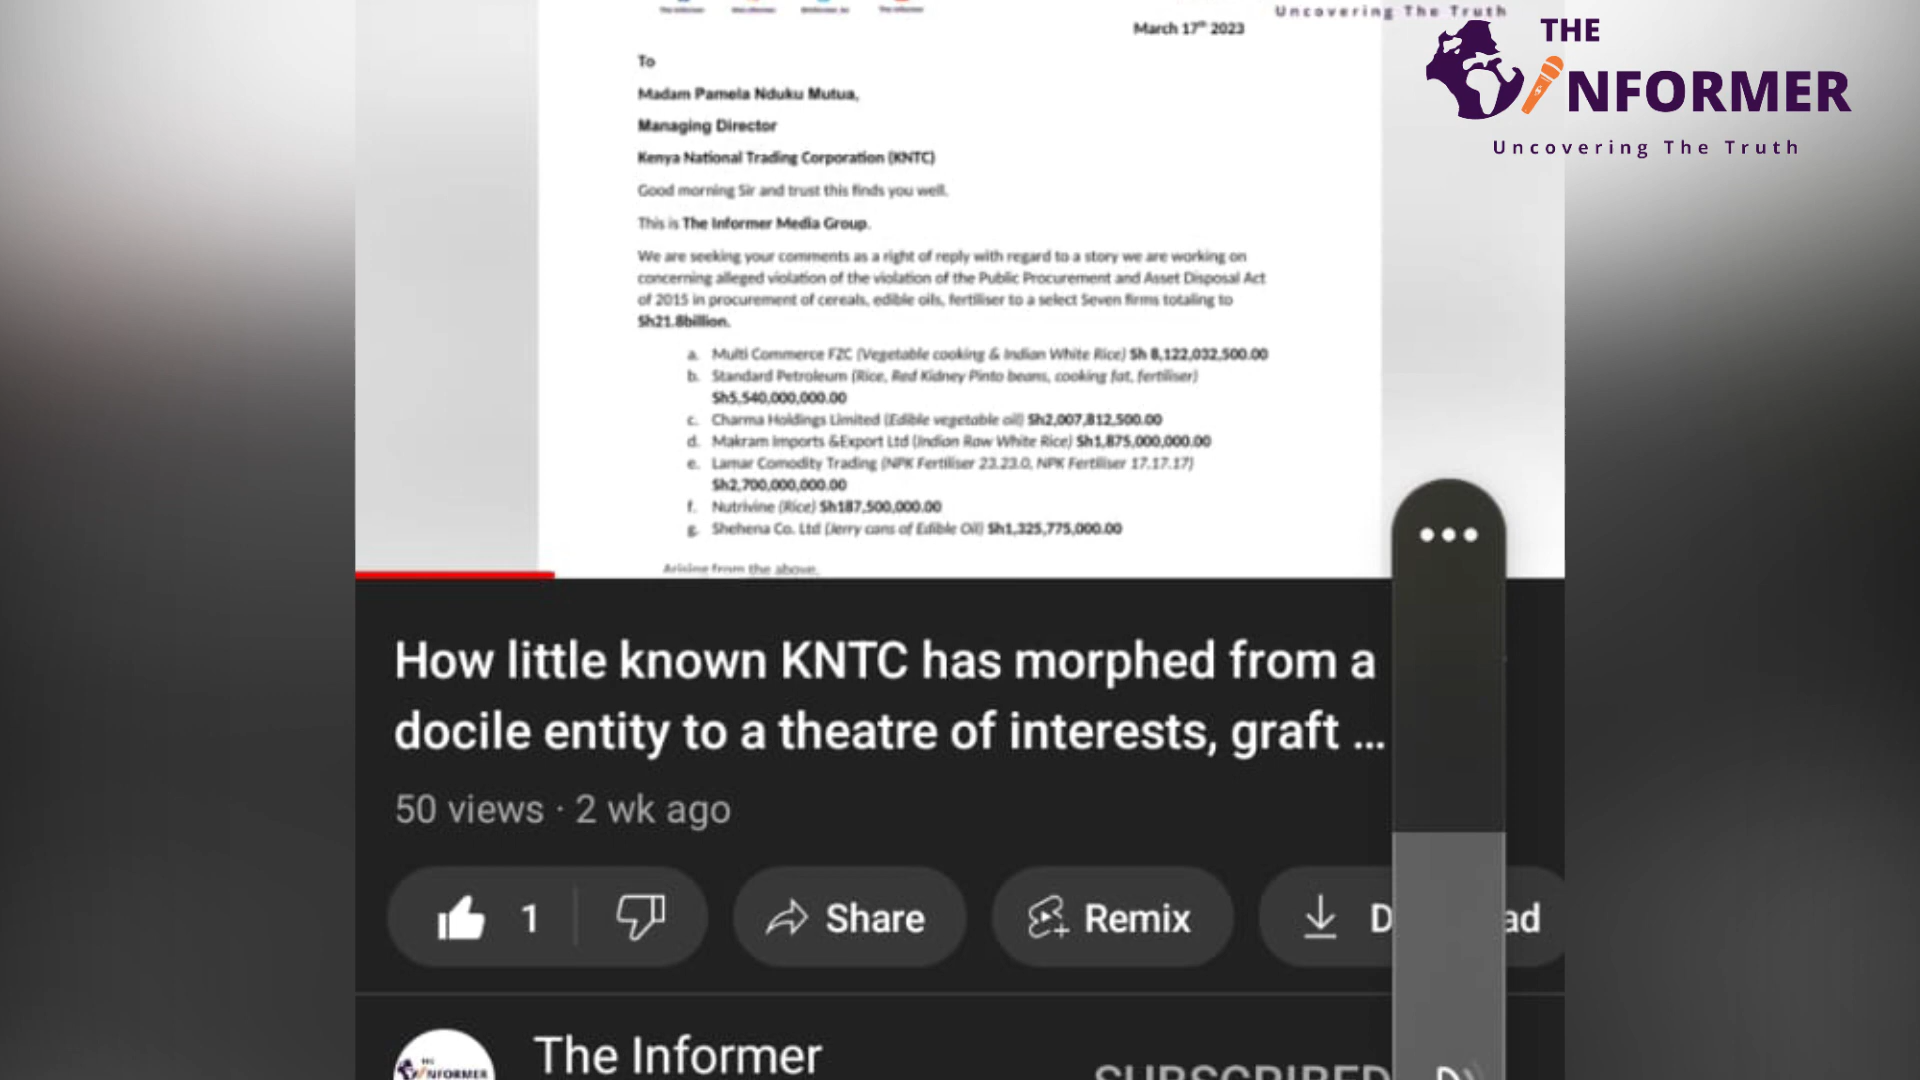 Uncovering The Truth
March 17th 2023
THE
INFORMER
Uncovering The Truth
To
Madam Pamela Nduku Mutua,
Managing Director
Kenya National Trading Corporation (KNTC)
Good morning Sir and trust this finds you well.
This is The Informer Media Group.
We are seeking your comments as a right of reply with regard to a story we are working on
concerning alleged violation of the violation of the Public Procurement and Asset Disposal Act
of 2015 in procurement of cereals, edible oils, fertiliser to a select Seven firms totaling to
Sh21.8billion.
a. Multi Commerce FZC (Vegetable cooking & Indian White Rice) Sh 8,122,032,500.00
b. Standard Petroleum (Rice, Red Kidney Pinto beans, cooking fat, fertiliser)
Sh5,540,000,000.00
c. Charma Holdings Limited (Edible vegetable oil) Sh2,007,812,500.00
d. Makram Imports &Export Ltd (Indian Raw White Rice) Sh1,875,000,000.00
e. Lamar Comodity Trading (NPK Fertiliser 23.23.0, NPK Fertiliser 17.17.17)
Sh2,700,000,000.00
f. Nutrivine (Rice) Sh187,500,000.00
g. Shehena Co. Ltd (Jerry cans of Edible Oil) Sh1,325,775,000.00
Arising from the above,
How little known KNTC has morphed from a
docile entity to a theatre of interests, graft ...
50 views · 2 wk ago
1
Share
Remix
D ad
The Informer
SUBSCRIBED
THE
INFORMER